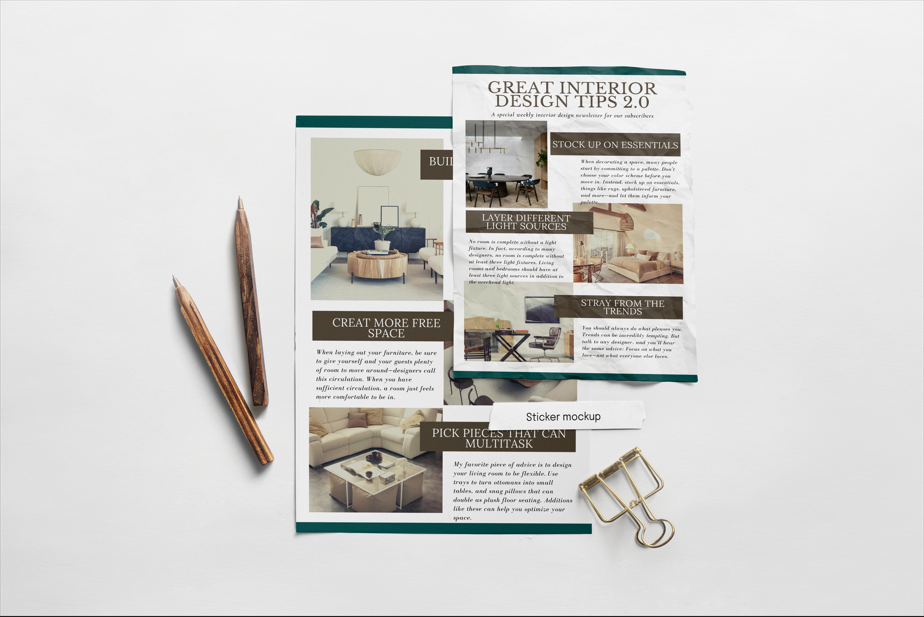 GREAT INTERIOR
DESIGN TIPS 2.0
A special weekly interior design newsletter for our subscribers
STOCK UP ON ESSENTIALS
When decorating a space, many people
start by committing to a palette. Don't
choose your color scheme before you
move in. Instead, stock up on essentials,
things like rugs, upholstered furniture,
and more—and let them inform your
palette.
LAYER DIFFERENT
LIGHT SOURCES
No room is complete without a light
fixture. In fact, according to many
designers, no room is complete without
at least three light fixtures. Living
rooms and bedrooms should have at
least three light sources in addition to
the overhead light.
STRAY FROM THE
TRENDS
You should always do what pleases you.
Trends can be incredibly tempting. But
talk to any designer, and you'll hear
the same advice: Focus on what you
love—not what everyone else loves.
BUI
CREAT MORE FREE
SPACE
When laying out your furniture, be sure
to give yourself and your guests plenty
of room to move around—designers call
this circulation. When you have
sufficient circulation, a room just feels
more comfortable to be in.
Sticker mockup
PICK PIECES THAT CAN
MULTITASK
My favorite piece of advice is to design
your living room to be flexible. Use
trays to turn ottomans into small
tables, and snag pillows that can
double as plush floor seating. Additions
like these can help you optimize your
space.